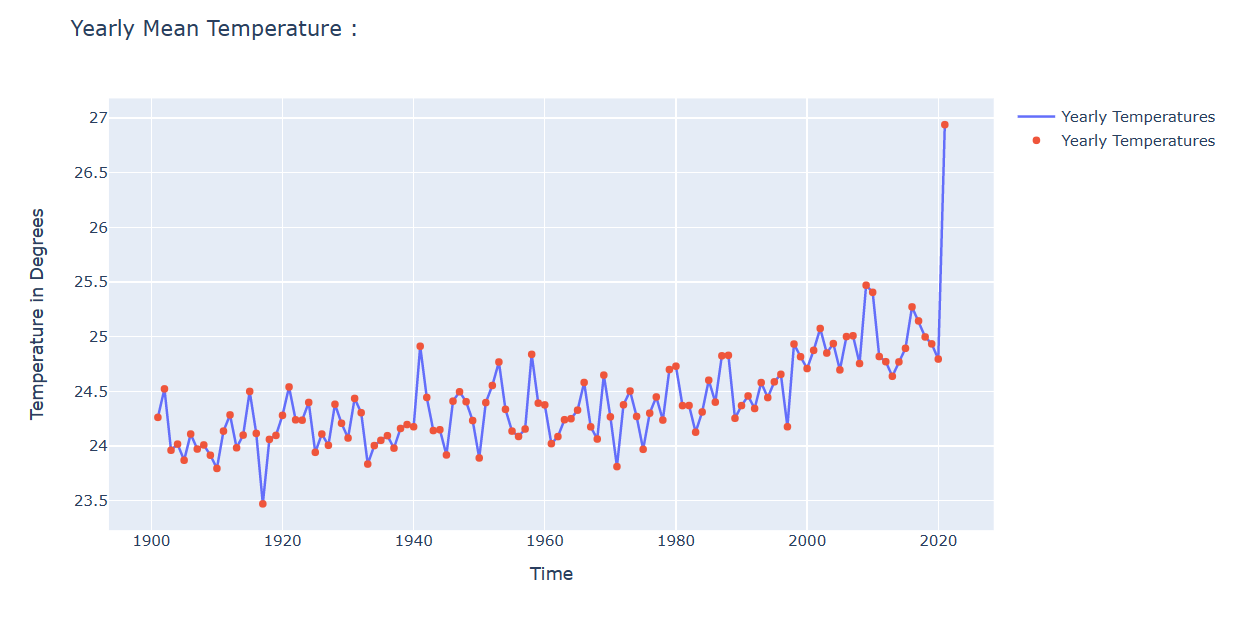 Yearly Mean Temperature :
27
26.5
26
25.5
25
24.5
24
23.5
Temperature in Degrees
1900 1920 1940 1960 1980 2000 2020
Time
Yearly Temperatures
Yearly Temperatures